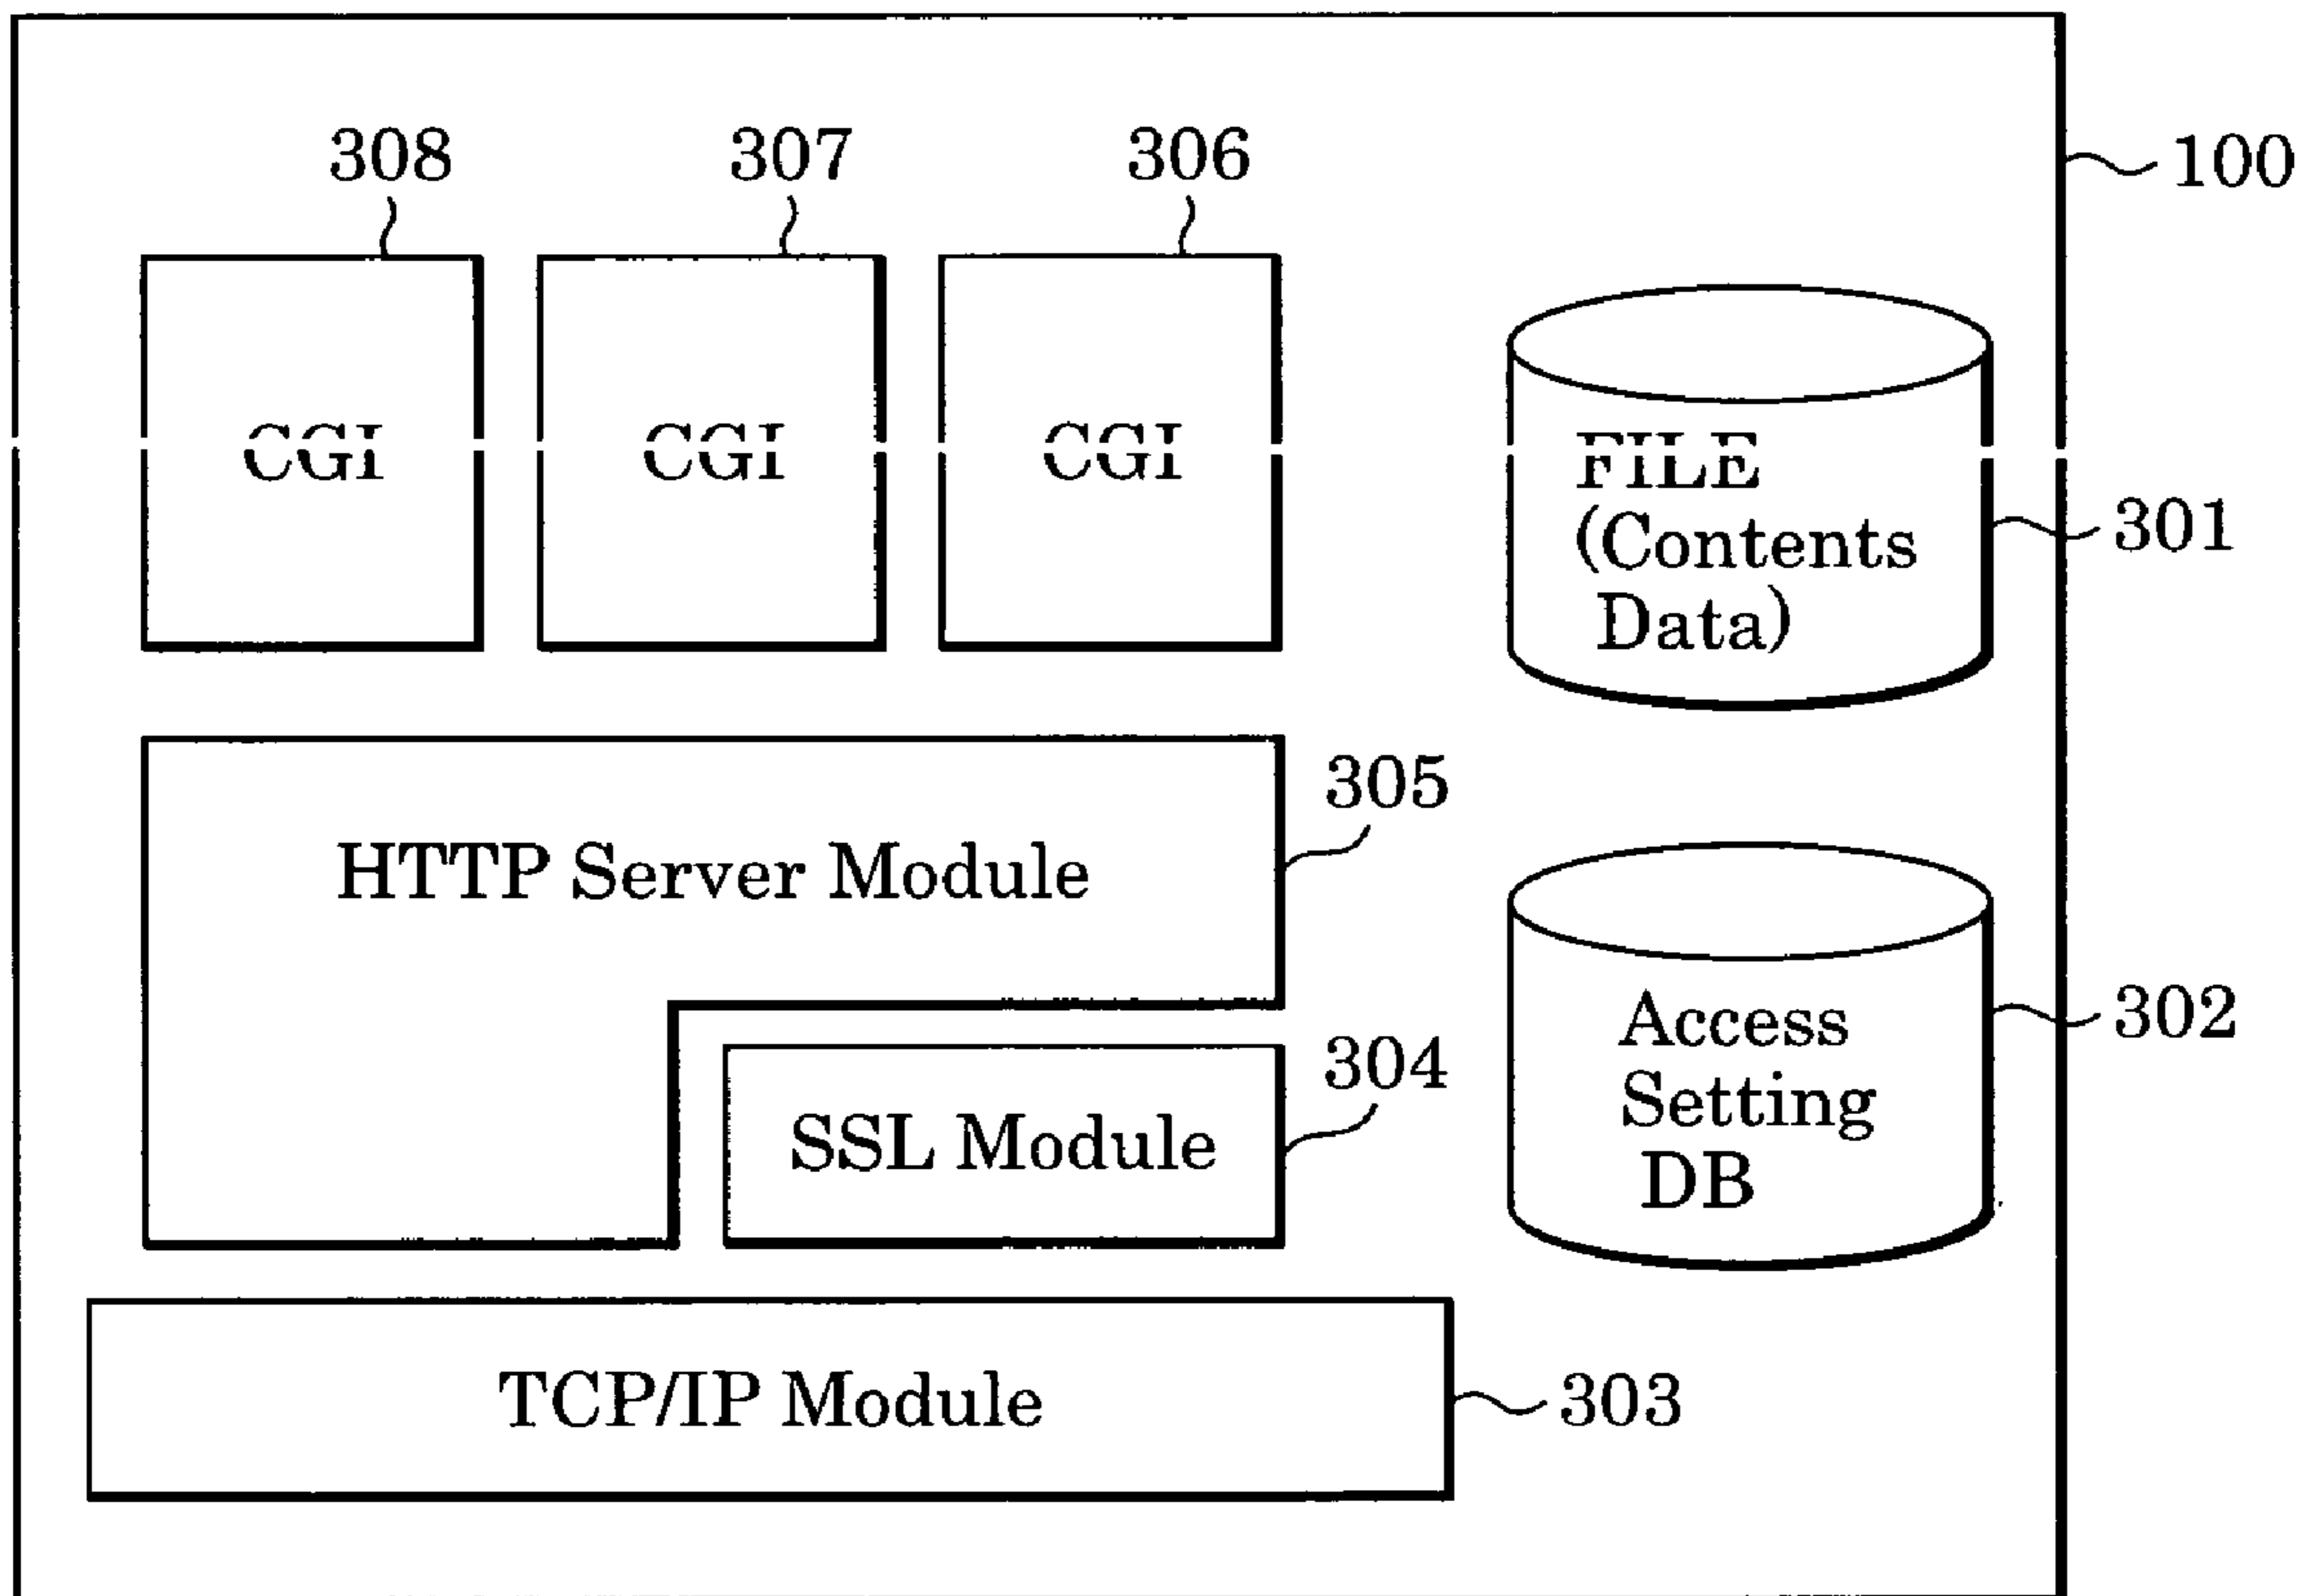 308
307
306
100
CGI
CGI
CGI
FILE
(Contents
Data)
301
305
HTTP Server Module
Access
Setting
DB
302
304
SSL Module
TCP/IP Module
303